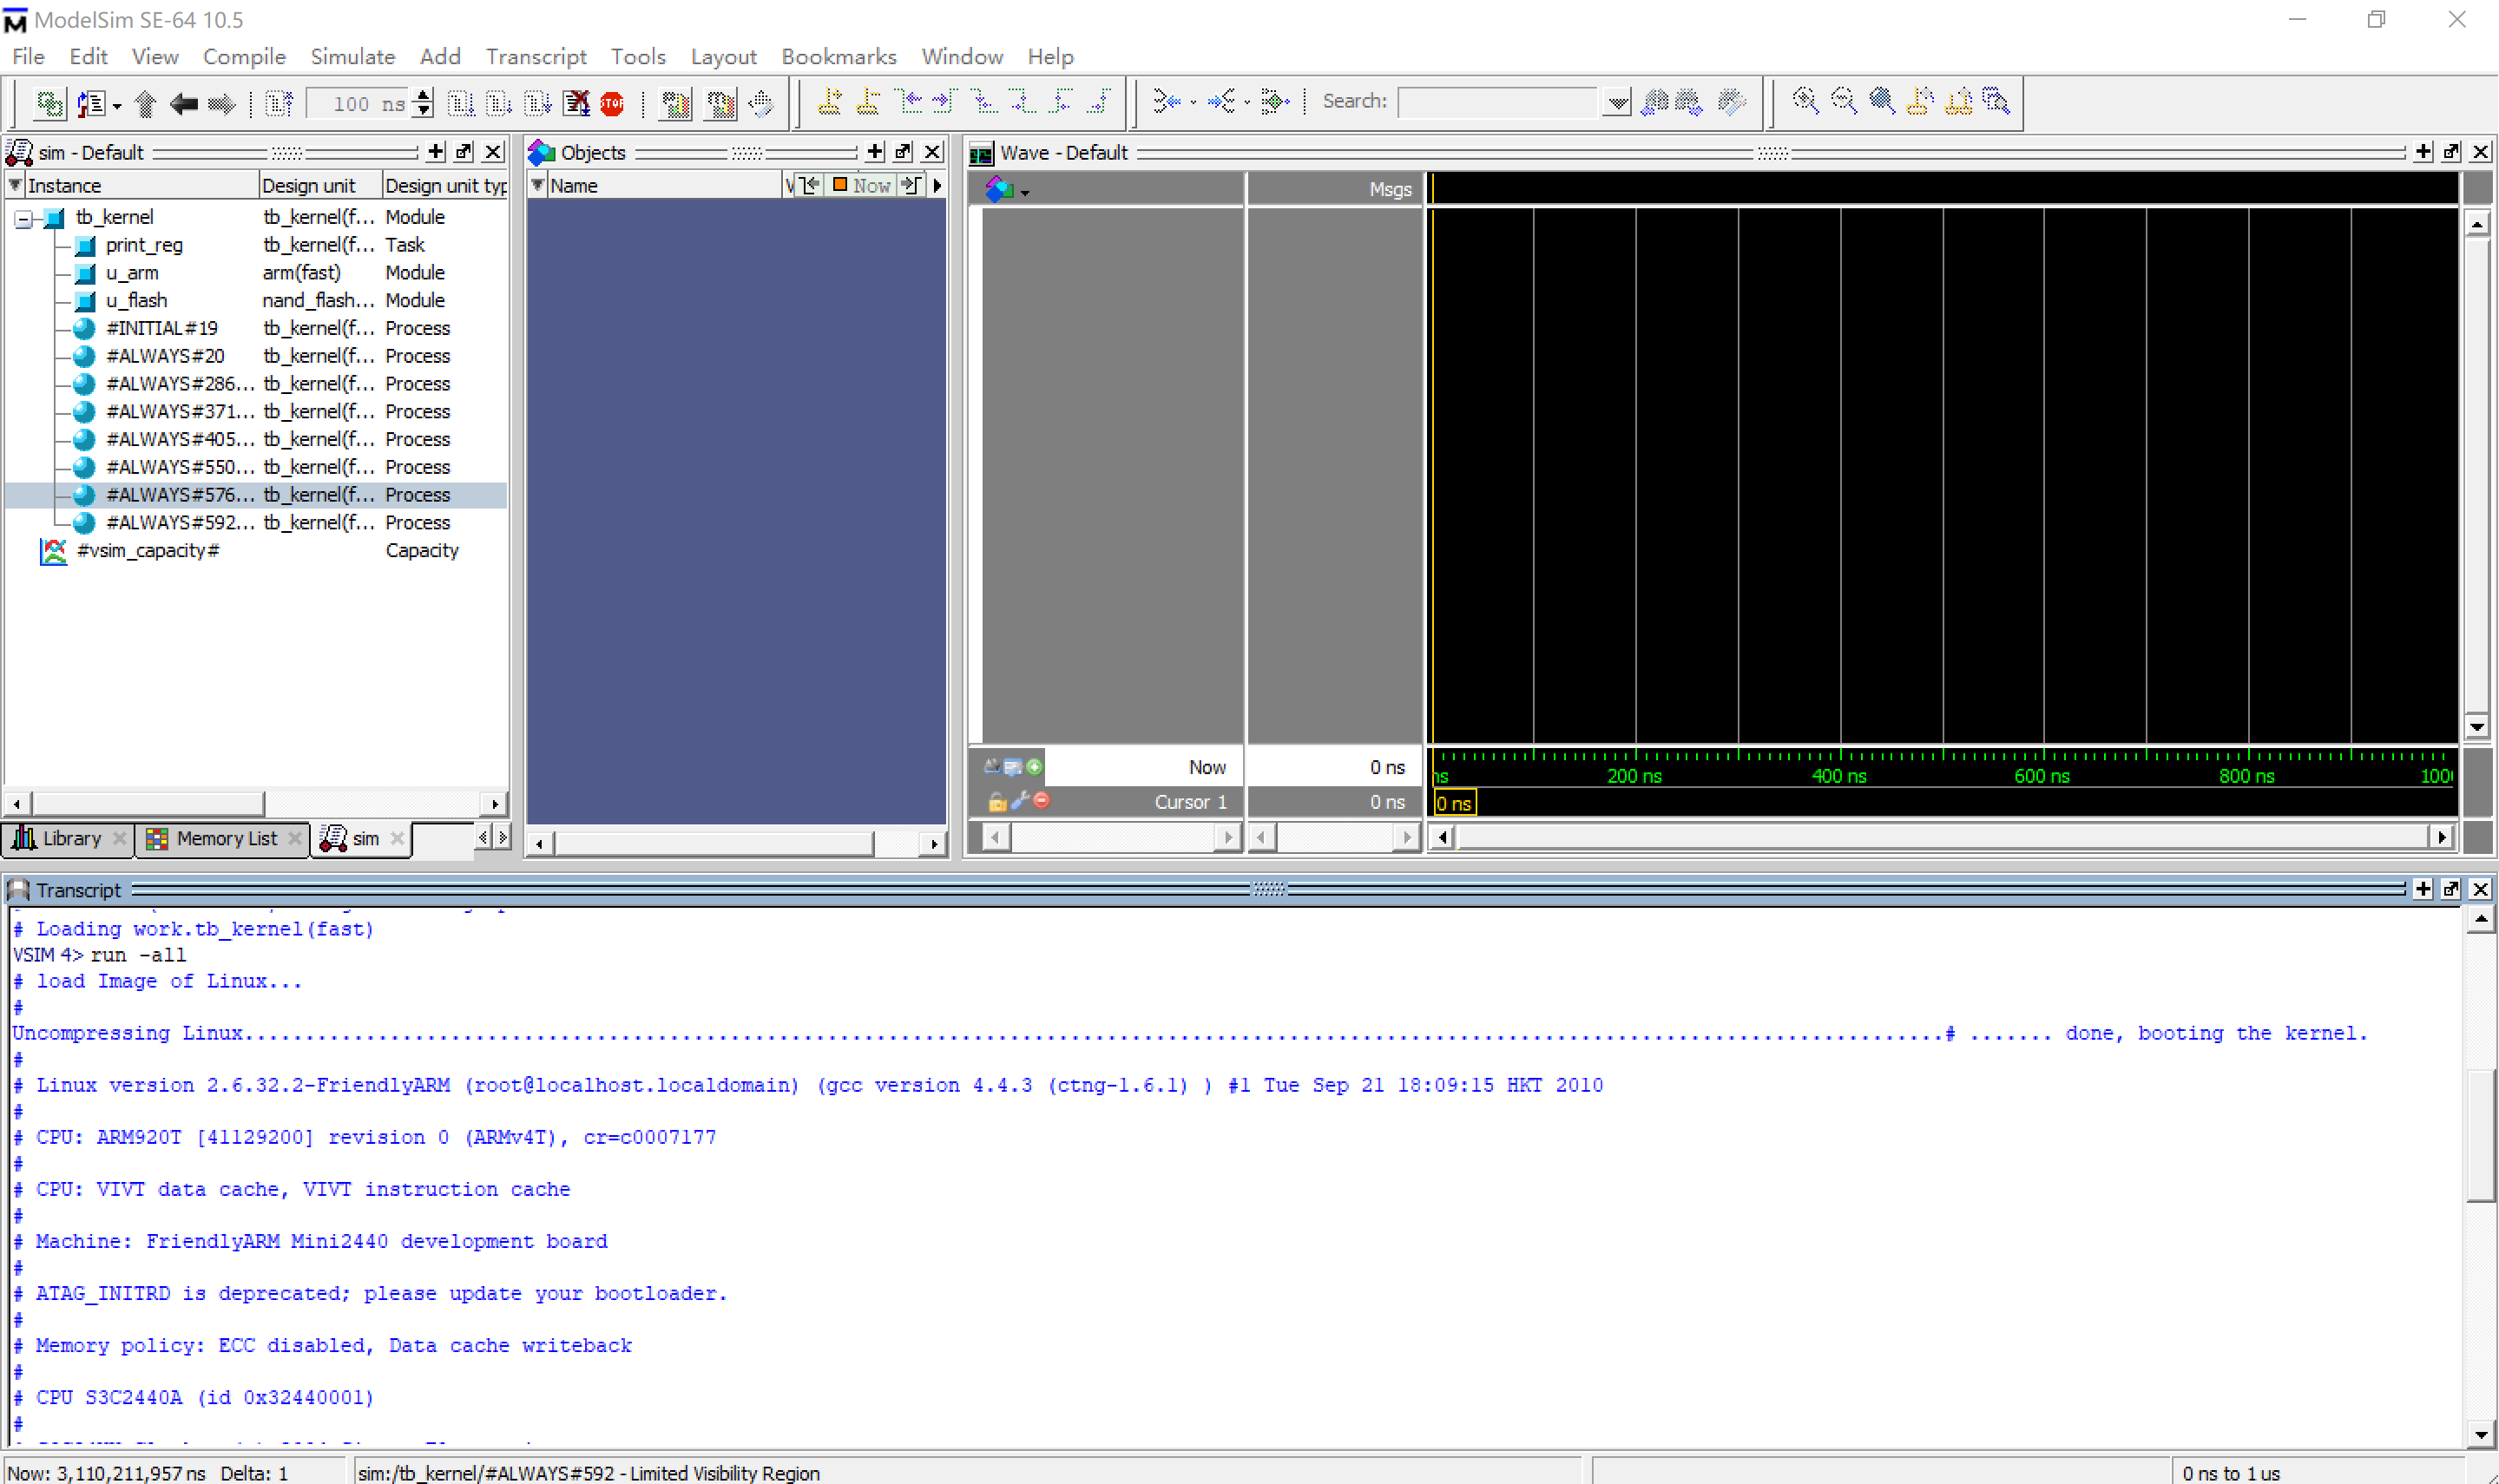 ModelSim SE-64 10.5
File Edit View Compile Simulate Add Transcript Tools Layout Bookmarks Window Help
100 ns STOP Search:
sim - Default
Instance Design unit Design unit typ
tb_kernel tb_kernel(f... Module
print_reg tb_kernel(f... Task
u_arm arm(fast) Module
u_flash nand_flash... Module
#INITIAL#19 tb_kernel(f... Process
#ALWAYS#20 tb_kernel(f... Process
#ALWAYS#286... tb_kernel(f... Process
#ALWAYS#371... tb_kernel(f... Process
#ALWAYS#405... tb_kernel(f... Process
#ALWAYS#550... tb_kernel(f... Process
#ALWAYS#576... tb_kernel(f... Process
#ALWAYS#592... tb_kernel(f... Process
#vsim_capacity# Capacity
Library Memory List sim
Objects
Name Now
Wave - Default
Msgs
Now 0 ns
Cursor 1 0 ns
ns 200 ns 400 ns 600 ns 800 ns 100
0 ns
Transcript
# Loading work.tb_kernel(fast)
VSIM 4> run -all
# load Image of Linux...
#
Uncompressing Linux............................................................................................................................................# ....... done, booting the kernel.
#
# Linux version 2.6.32.2-FriendlyARM (root@localhost.localdomain) (gcc version 4.4.3 (ctng-1.6.1) ) #1 Tue Sep 21 18:09:15 HKT 2010
#
# CPU: ARM920T [41129200] revision 0 (ARMv4T), cr=c0007177
#
# CPU: VIVT data cache, VIVT instruction cache
#
# Machine: FriendlyARM Mini2440 development board
#
# ATAG_INITRD is deprecated; please update your bootloader.
#
# Memory policy: ECC disabled, Data cache writeback
#
# CPU S3C2440A (id 0x32440001)
#
Now: 3,110,211,957 ns Delta: 1
sim:/tb_kernel/#ALWAYS#592 - Limited Visibility Region
0 ns to 1 us